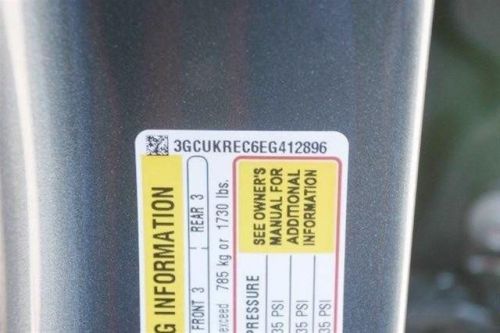 3GCUKREC6EG412896
G INFORMATION
FRONT 3
REAR 3
exceed 785 kg or 1730 lbs.
SEE OWNER'S
MANUAL FOR
ADDITIONAL
INFORMATION
PRESSURE
35 PSI
35 PSI
35 PSI